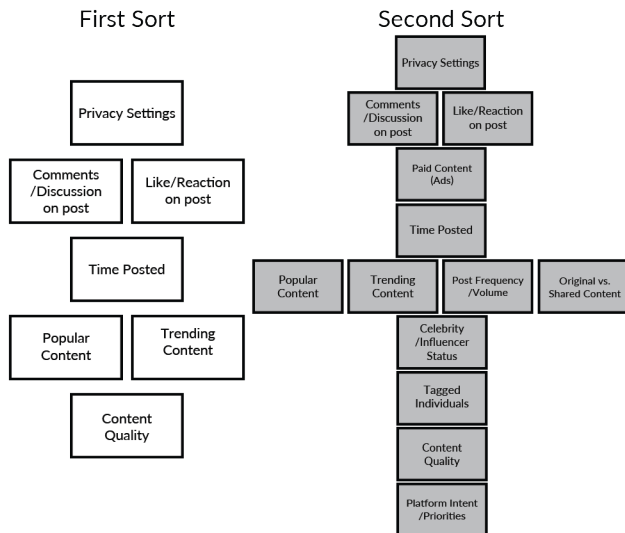 First Sort
Privacy Settings
Comments
/Discussion
on post
Like/Reaction
on post
Time Posted
Popular
Content
Trending
Content
Content
Quality
Second Sort
Privacy Settings
Comments
/Discussion
on post
Like/Reaction
on post
Paid Content
(Ads)
Time Posted
Popular
Content
Trending
Content
Post Frequency
/Volume
Original vs.
Shared Content
Celebrity
/Influencer
Status
Tagged
Individuals
Content
Quality
Platform Intent
/Priorities